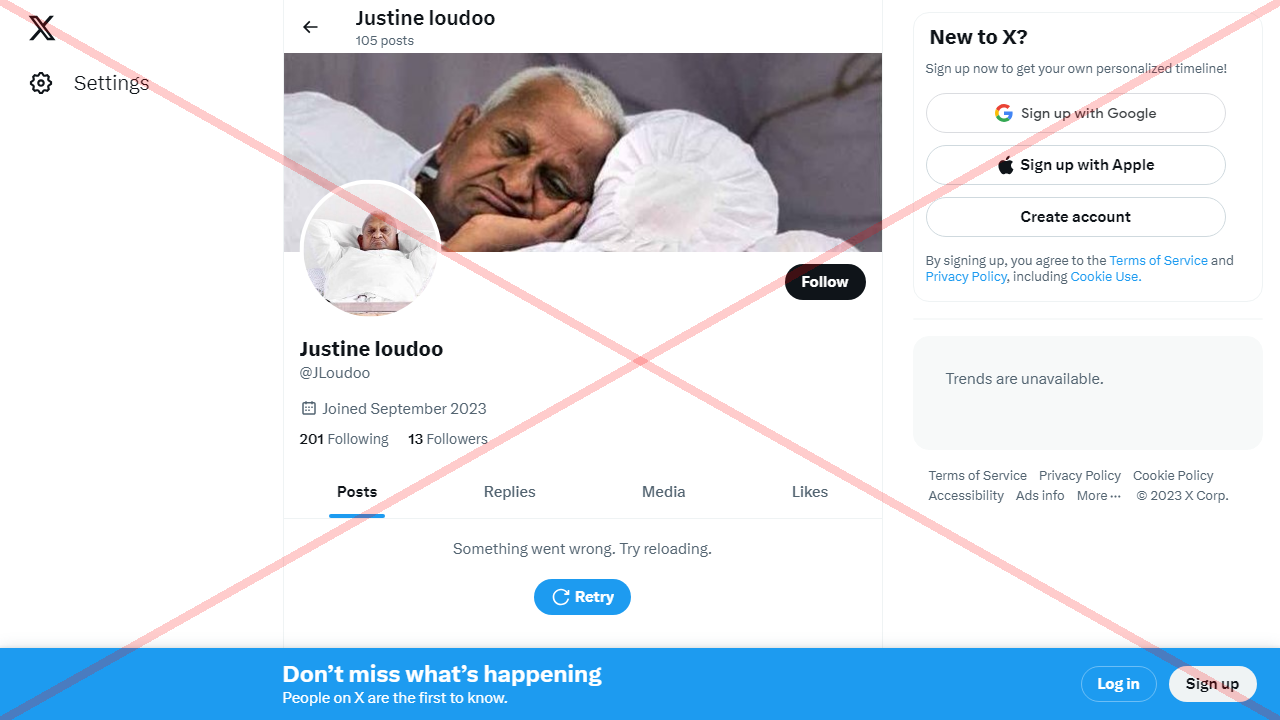 Settings
Justine loudoo
105 posts
Follow
Justine loudoo
@JLoudoo
Joined September 2023
201 Following 13 Followers
Posts Replies Media Likes
Something went wrong. Try reloading.
Retry
New to X?
Sign up now to get your own personalized timeline!
Sign up with Google
Sign up with Apple
Create account
By signing up, you agree to the Terms of Service and
Privacy Policy, including Cookie Use.
Trends are unavailable.
Terms of Service Privacy Policy Cookie Policy
Accessibility Ads info More ··· © 2023 X Corp.
Don’t miss what’s happening
People on X are the first to know.
Log in Sign up